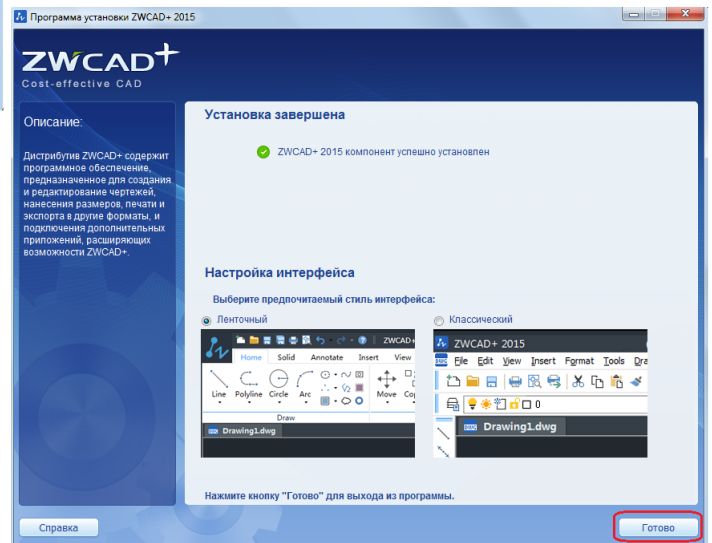 Программа установки ZWCAD+ 2015
ZWCAD+
Cost-effective CAD
Описание:
Дистрибутив ZWCAD+ содержит
программное обеспечение,
предназначенное для создания
и редактирование чертежей,
нанесения размеров, печати и
экспорта в другие форматы, и
подключения дополнительных
приложений, расширяющих
возможности ZWCAD+.
Установка завершена
ZWCAD+ 2015 компонент успешно установлен
Настройка интерфейса
Выберите предпочитаемый стиль интерфейса:
Ленточный
ZWCAD+
Home Solid Annotate Insert View
Line Polyline Circle Arc Move Cop
Draw
Drawing1.dwg
Классический
ZWCAD+ 2015
File Edit View Insert Format Tools Dra
0
Drawing1.dwg
Нажмите кнопку "Готово" для выхода из программы.
Справка
Готово